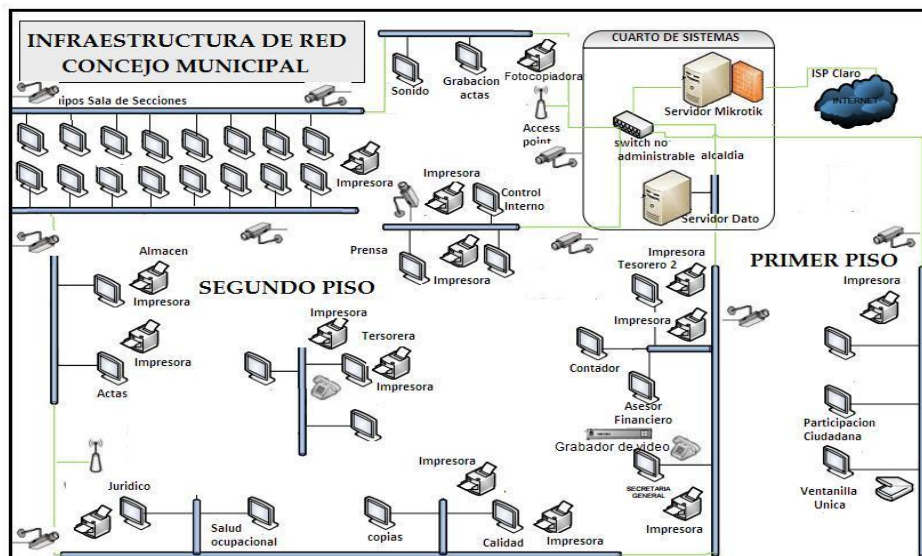 INFRAESTRUCTURA DE RED
CONCEJO MUNICIPAL
ipos Sala de Secciones
Sonido
Grabacion
actas
Fotocopiadora
Access
point
CUARTO DE SISTEMAS
Servidor Mikrotik
ISP Claro
INTERNET
switch no
administrable
alcaldia
Servidor Dato
Impresora
Impresora
Control
Interno
Prensa
Impresora
SEGUNDO PISO
PRIMER PISO
Almacen
Impresora
Impresora
Actas
Impresora
Tersorera
Impresora
Impresora
Tesorero 2
Impresora
Contador
Asesor
Financiero
Grabador de video
SECRETARIA
GENERAL
Impresora
Impresora
Participacion
Ciudadana
Ventanilla
Unica
Juridico
Impresora
Salud
ocupacional
Impresora
copias
Calidad
Impresora